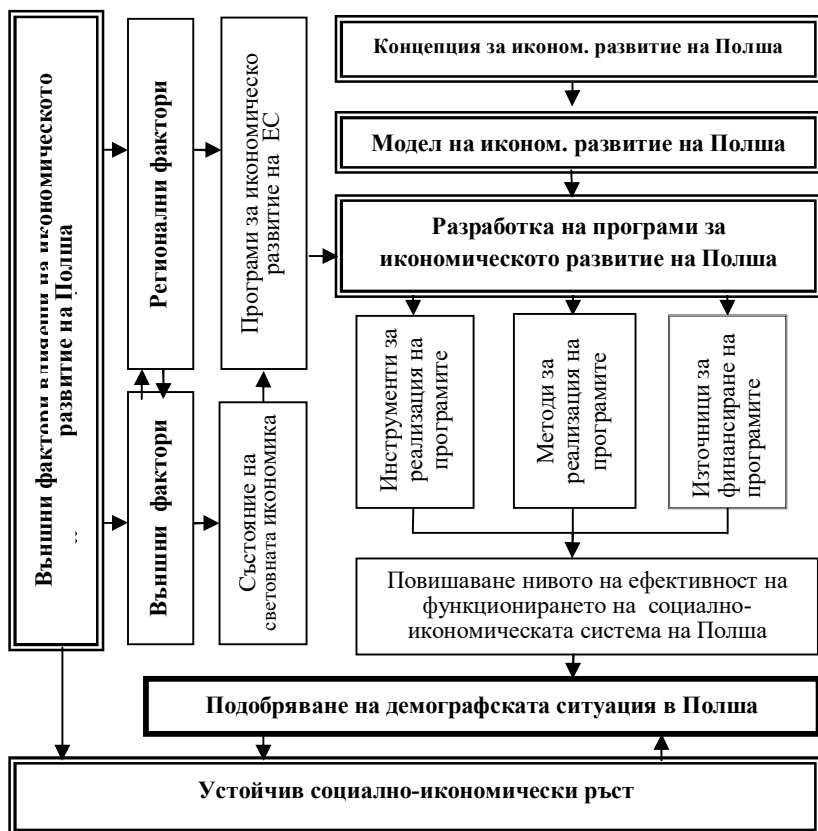 Външни фактори влияещи на икономическото
развитие на Полша
Регионални фактори
Външни фактори
Програми за икономическо
развитие на ЕС
Състояние на
световната икономика
Концепция за иконом. развитие на Полша
Модел на иконом. развитие на Полша
Разработка на програми за
икономическото развитие на Полша
Инструменти за
реализация на
програмите
Методи за
реализация на
програмите
Източници за
финансиране на
програмите
Повишаване нивото на ефективност на
функционирането на социално-
икономическата система на Полша
Подобряване на демографската ситуация в Полша
Устойчив социално-икономически ръст